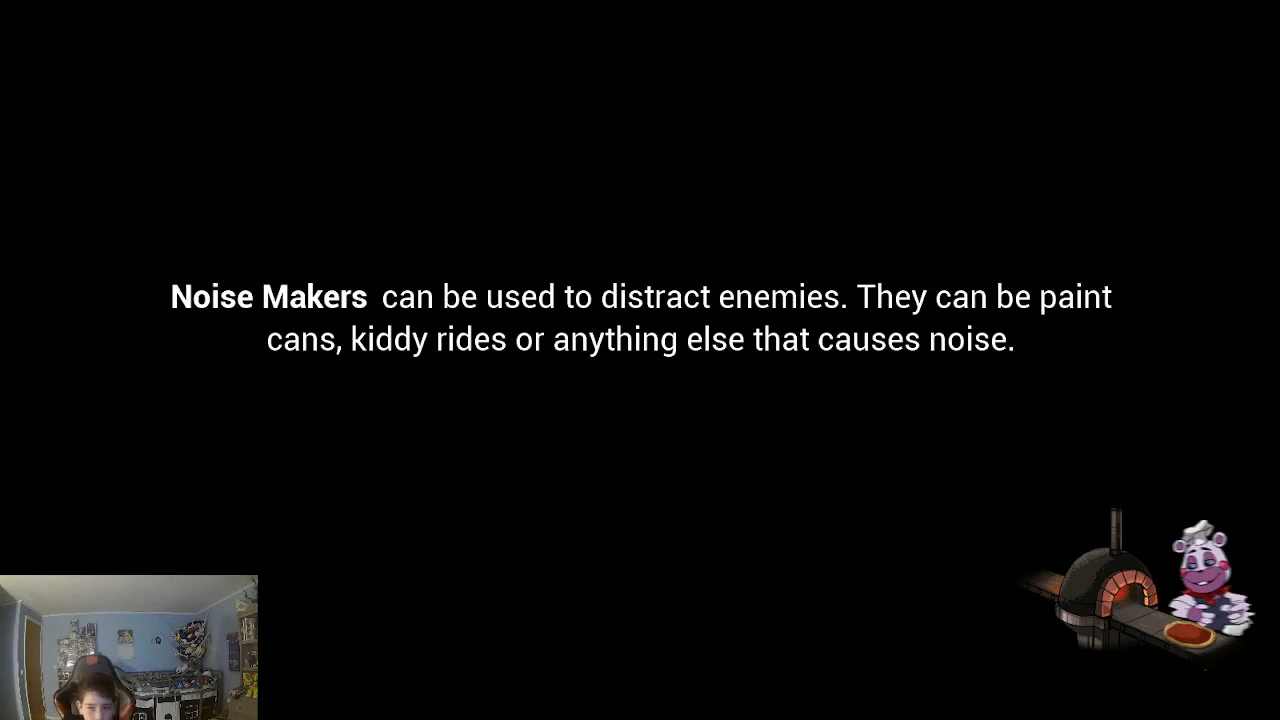 Noise Makers can be used to distract enemies. They can be paint
cans, kiddy rides or anything else that causes noise.